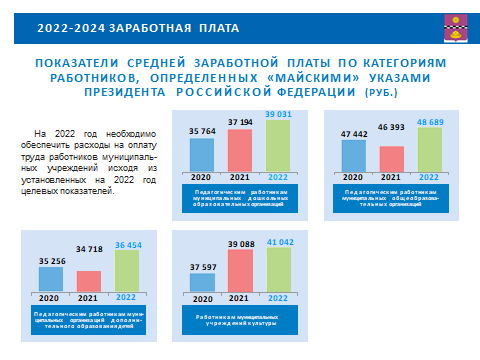 2022-2024 ЗАРАБОТНАЯ ПЛАТА
ПОКАЗАТЕЛИ СРЕДНЕЙ ЗАРАБОТНОЙ ПЛАТЫ ПО КАТЕГОРИЯМ
РАБОТНИКОВ, ОПРЕДЕЛЕННЫХ «МАЙСКИМИ» УКАЗАМИ
ПРЕЗИДЕНТА РОССИЙСКОЙ ФЕДЕРАЦИИ (РУБ.)
На 2022 год необходимо
обеспечить расходы на оплату
труда работников муниципаль-
ных учреждений исходя из
установленных на 2022 год
целевых показателей.
35 764
37 194
39 031
2020 2021 2022
Педагогическим работникам
муниципальных дошкольных
образовательных организаций
47 442
46 393
48 689
2020 2021 2022
Педагогическим работникам
муниципальных общеобразова-
тельных организаций
35 256
34 718
36 454
2020 2021 2022
Педагогическим работникам муни-
ципальных организаций дополни-
тельного образования детей
37 597
39 088
41 042
2020 2021 2022
Работникам муниципальных
учреждений культуры